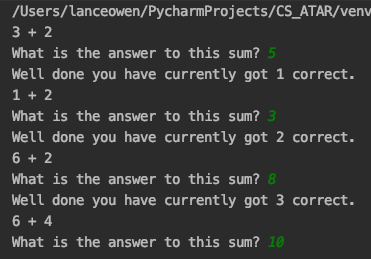 /Users/lanceowen/PycharmProjects/CS_ATAR/venv
3 + 2
What is the answer to this sum? 5
Well done you have currently got 1 correct.
1 + 2
What is the answer to this sum? 3
Well done you have currently got 2 correct.
6 + 2
What is the answer to this sum? 8
Well done you have currently got 3 correct.
6 + 4
What is the answer to this sum? 10